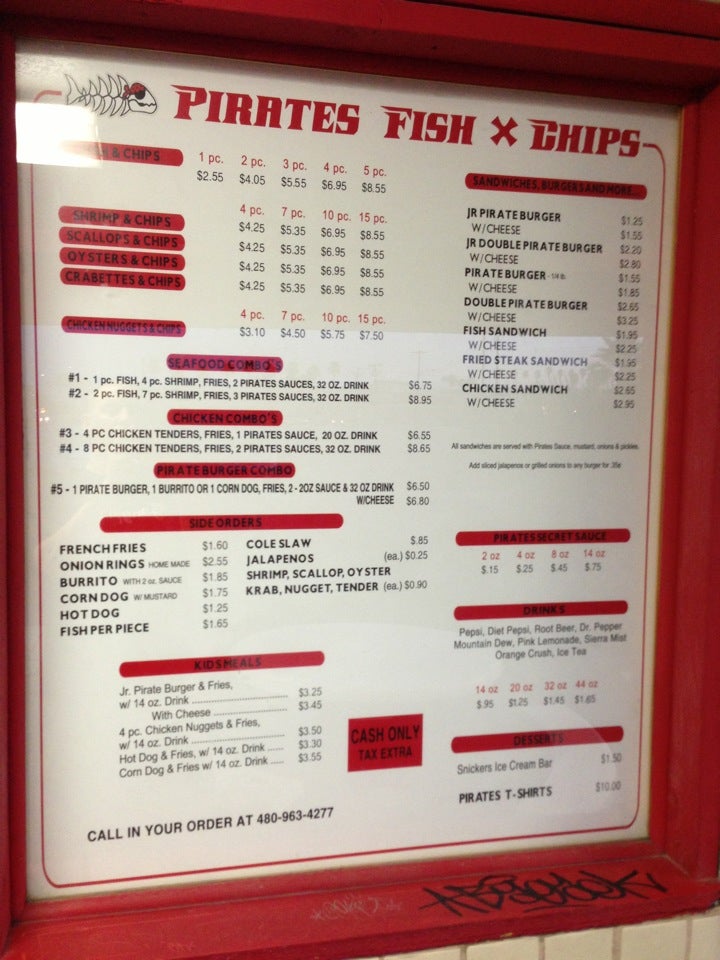 PIRATES FISH X CHIPS
& CHIPS
1 pc. 2 pc. 3 pc. 4 pc. 5 pc.
$2.55 $4.05 $5.55 $6.95 $8.55
4 pc. 7 pc. 10 pc. 15 pc.
SHRIMP & CHIPS $4.25 $5.35 $6.95 $8.55
SCALLOPS & CHIPS $4.25 $5.35 $6.95 $8.55
OYSTERS & CHIPS $4.25 $5.35 $6.95 $8.55
CRABETTES & CHIPS $4.25 $5.35 $6.95 $8.55
4 pc. 7 pc. 10 pc. 15 pc.
CHICKEN NUGGETS & CHIPS $3.10 $4.50 $5.75 $7.50
SEAFOOD COMBO'S
#1 - 1 pc. FISH, 4 pc. SHRIMP, FRIES, 2 PIRATES SAUCES, 32 OZ. DRINK $6.75
#2 - 2 pc. FISH, 7 pc. SHRIMP, FRIES, 3 PIRATES SAUCES, 32 OZ. DRINK $8.95
CHICKEN COMBO'S
#3 - 4 PC CHICKEN TENDERS, FRIES, 1 PIRATES SAUCE, 20 OZ. DRINK $6.55
#4 - 8 PC CHICKEN TENDERS, FRIES, 2 PIRATES SAUCES, 32 OZ. DRINK $8.65
PIRATE BURGER COMBO
#5 - 1 PIRATE BURGER, 1 BURRITO OR 1 CORN DOG, FRIES, 2 - 2OZ SAUCE & 32 OZ DRINK $6.50
W/CHEESE $6.80
SIDE ORDERS
FRENCH FRIES $1.60
ONION RINGS HOME MADE $2.55
BURRITO WITH 2 oz. SAUCE $1.85
CORN DOG W/ MUSTARD $1.75
HOT DOG $1.25
FISH PER PIECE $1.65
COLE SLAW $.85
JALAPENOS (ea.) $0.25
SHRIMP, SCALLOP, OYSTER
KRAB, NUGGET, TENDER (ea.) $0.90
KIDS MEALS
Jr. Pirate Burger & Fries,
w/ 14 oz. Drink ........................ $3.25
With Cheese .................. $3.45
4 pc. Chicken Nuggets & Fries,
w/ 14 oz. Drink ........................ $3.50
Hot Dog & Fries, w/ 14 oz. Drink ..... $3.30
Corn Dog & Fries w/ 14 oz. Drink .... $3.55
CASH ONLY
TAX EXTRA
CALL IN YOUR ORDER AT 480-963-4277
SANDWICHES, BURGERS AND MORE...
JR PIRATE BURGER $1.25
W/CHEESE $1.55
JR DOUBLE PIRATE BURGER $2.20
W/CHEESE $2.80
PIRATE BURGER - 1/4 lb. $1.55
W/CHEESE $1.85
DOUBLE PIRATE BURGER $2.65
W/CHEESE $3.25
FISH SANDWICH $1.95
W/CHEESE $2.25
FRIED STEAK SANDWICH $1.95
W/CHEESE $2.25
CHICKEN SANDWICH $2.65
W/CHEESE $2.95
All sandwiches are served with Pirates Sauce, mustard, onions & pickles.
Add sliced jalapenos or grilled onions to any burger for .35¢
PIRATES SECRET SAUCE
2 oz 4 oz 8 oz 14 oz
$.15 $.25 $.45 $.75
DRINKS
Pepsi, Diet Pepsi, Root Beer, Dr. Pepper
Mountain Dew, Pink Lemonade, Sierra Mist
Orange Crush, Ice Tea
14 oz 20 oz 32 oz 44 oz
$.95 $1.25 $1.45 $1.65
DESSERTS
Snickers Ice Cream Bar $1.50
PIRATES T-SHIRTS $10.00